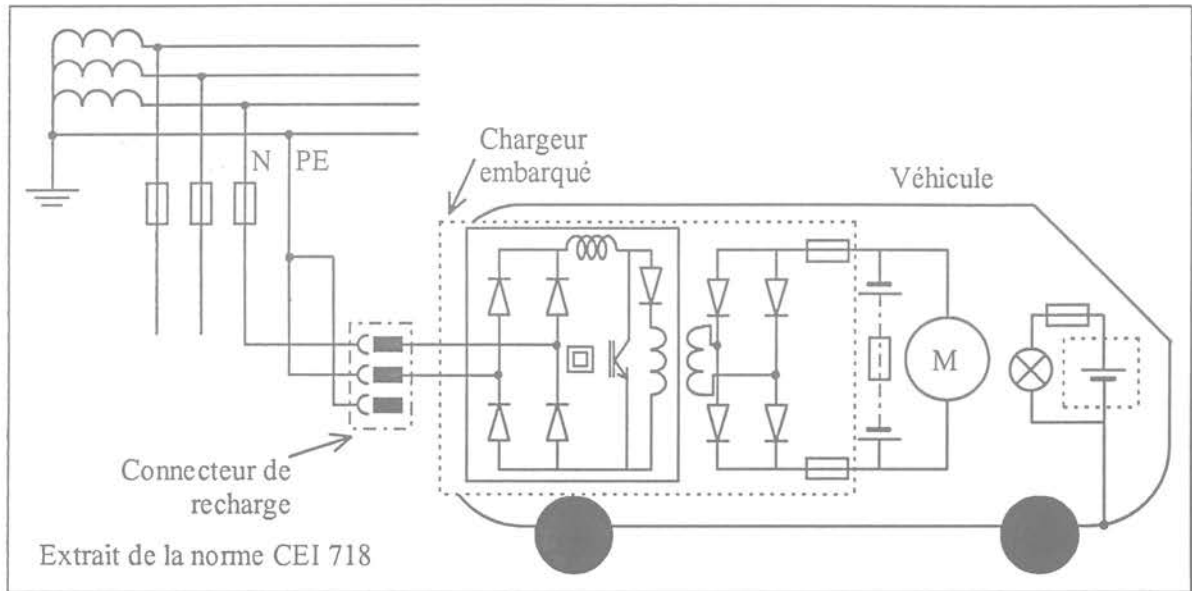 N PE
Chargeur
embarqué
Véhicule
M
Connecteur de
recharge
Extrait de la norme CEI 718